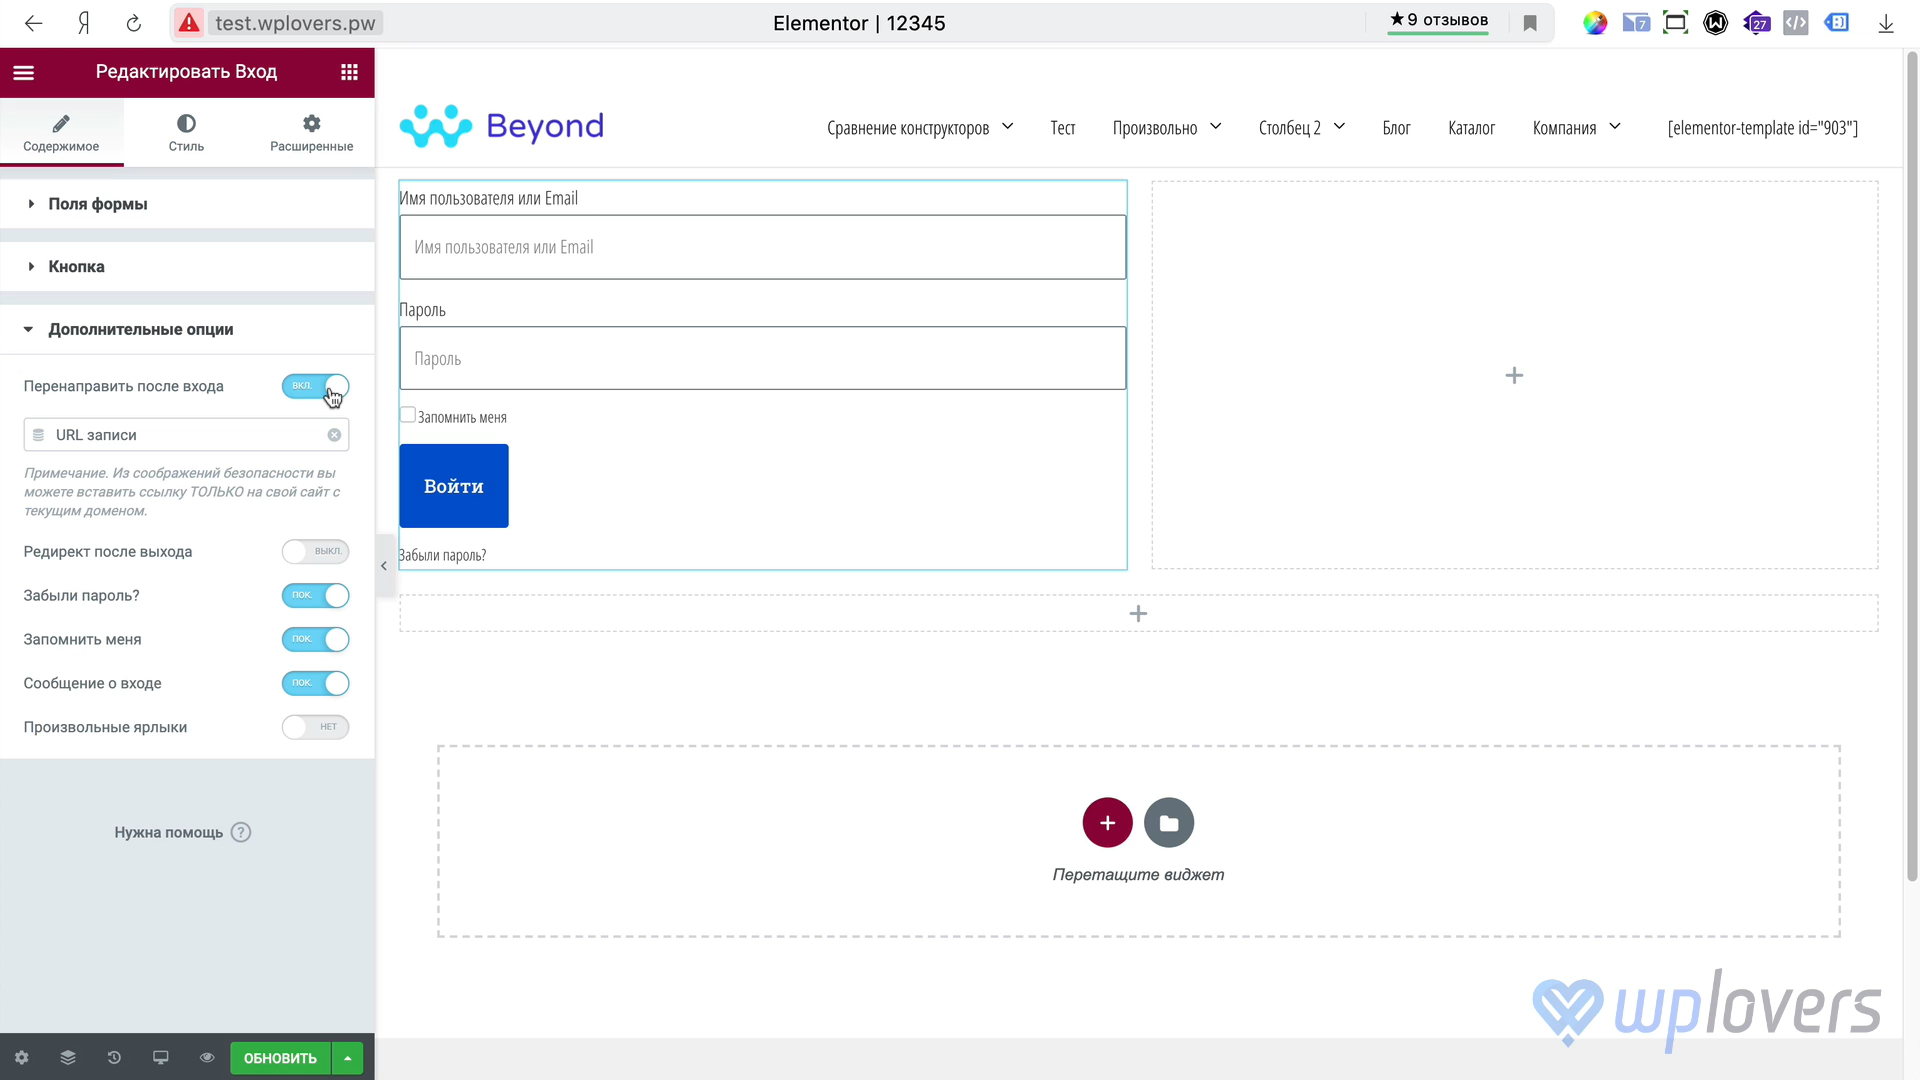 Я
test.wplovers.pw
Elementor | 12345
★9 отзывов
7
27
Редактировать Вход
Содержимое
Стиль
Расширенные
Beyond
Сравнение конструкторов
Тест
Произвольно
Столбец 2
Блог
Каталог
Компания
[elementor-template id="903"]
Поля формы
Кнопка
Дополнительные опции
Перенаправить после входа
ВКЛ.
URL записи
Примечание. Из соображений безопасности вы
можете вставить ссылку ТОЛЬКО на свой сайт с
текущим доменом.
Редирект после выхода
ВЫКЛ.
Забыли пароль?
ПОК.
Запомнить меня
ПОК.
Сообщение о входе
ПОК.
Произвольные ярлыки
НЕТ
Нужна помощь ?
ОБНОВИТЬ
Имя пользователя или Email
Имя пользователя или Email
Пароль
Пароль
Запомнить меня
Войти
Забыли пароль?
Перетащите виджет
wplovers